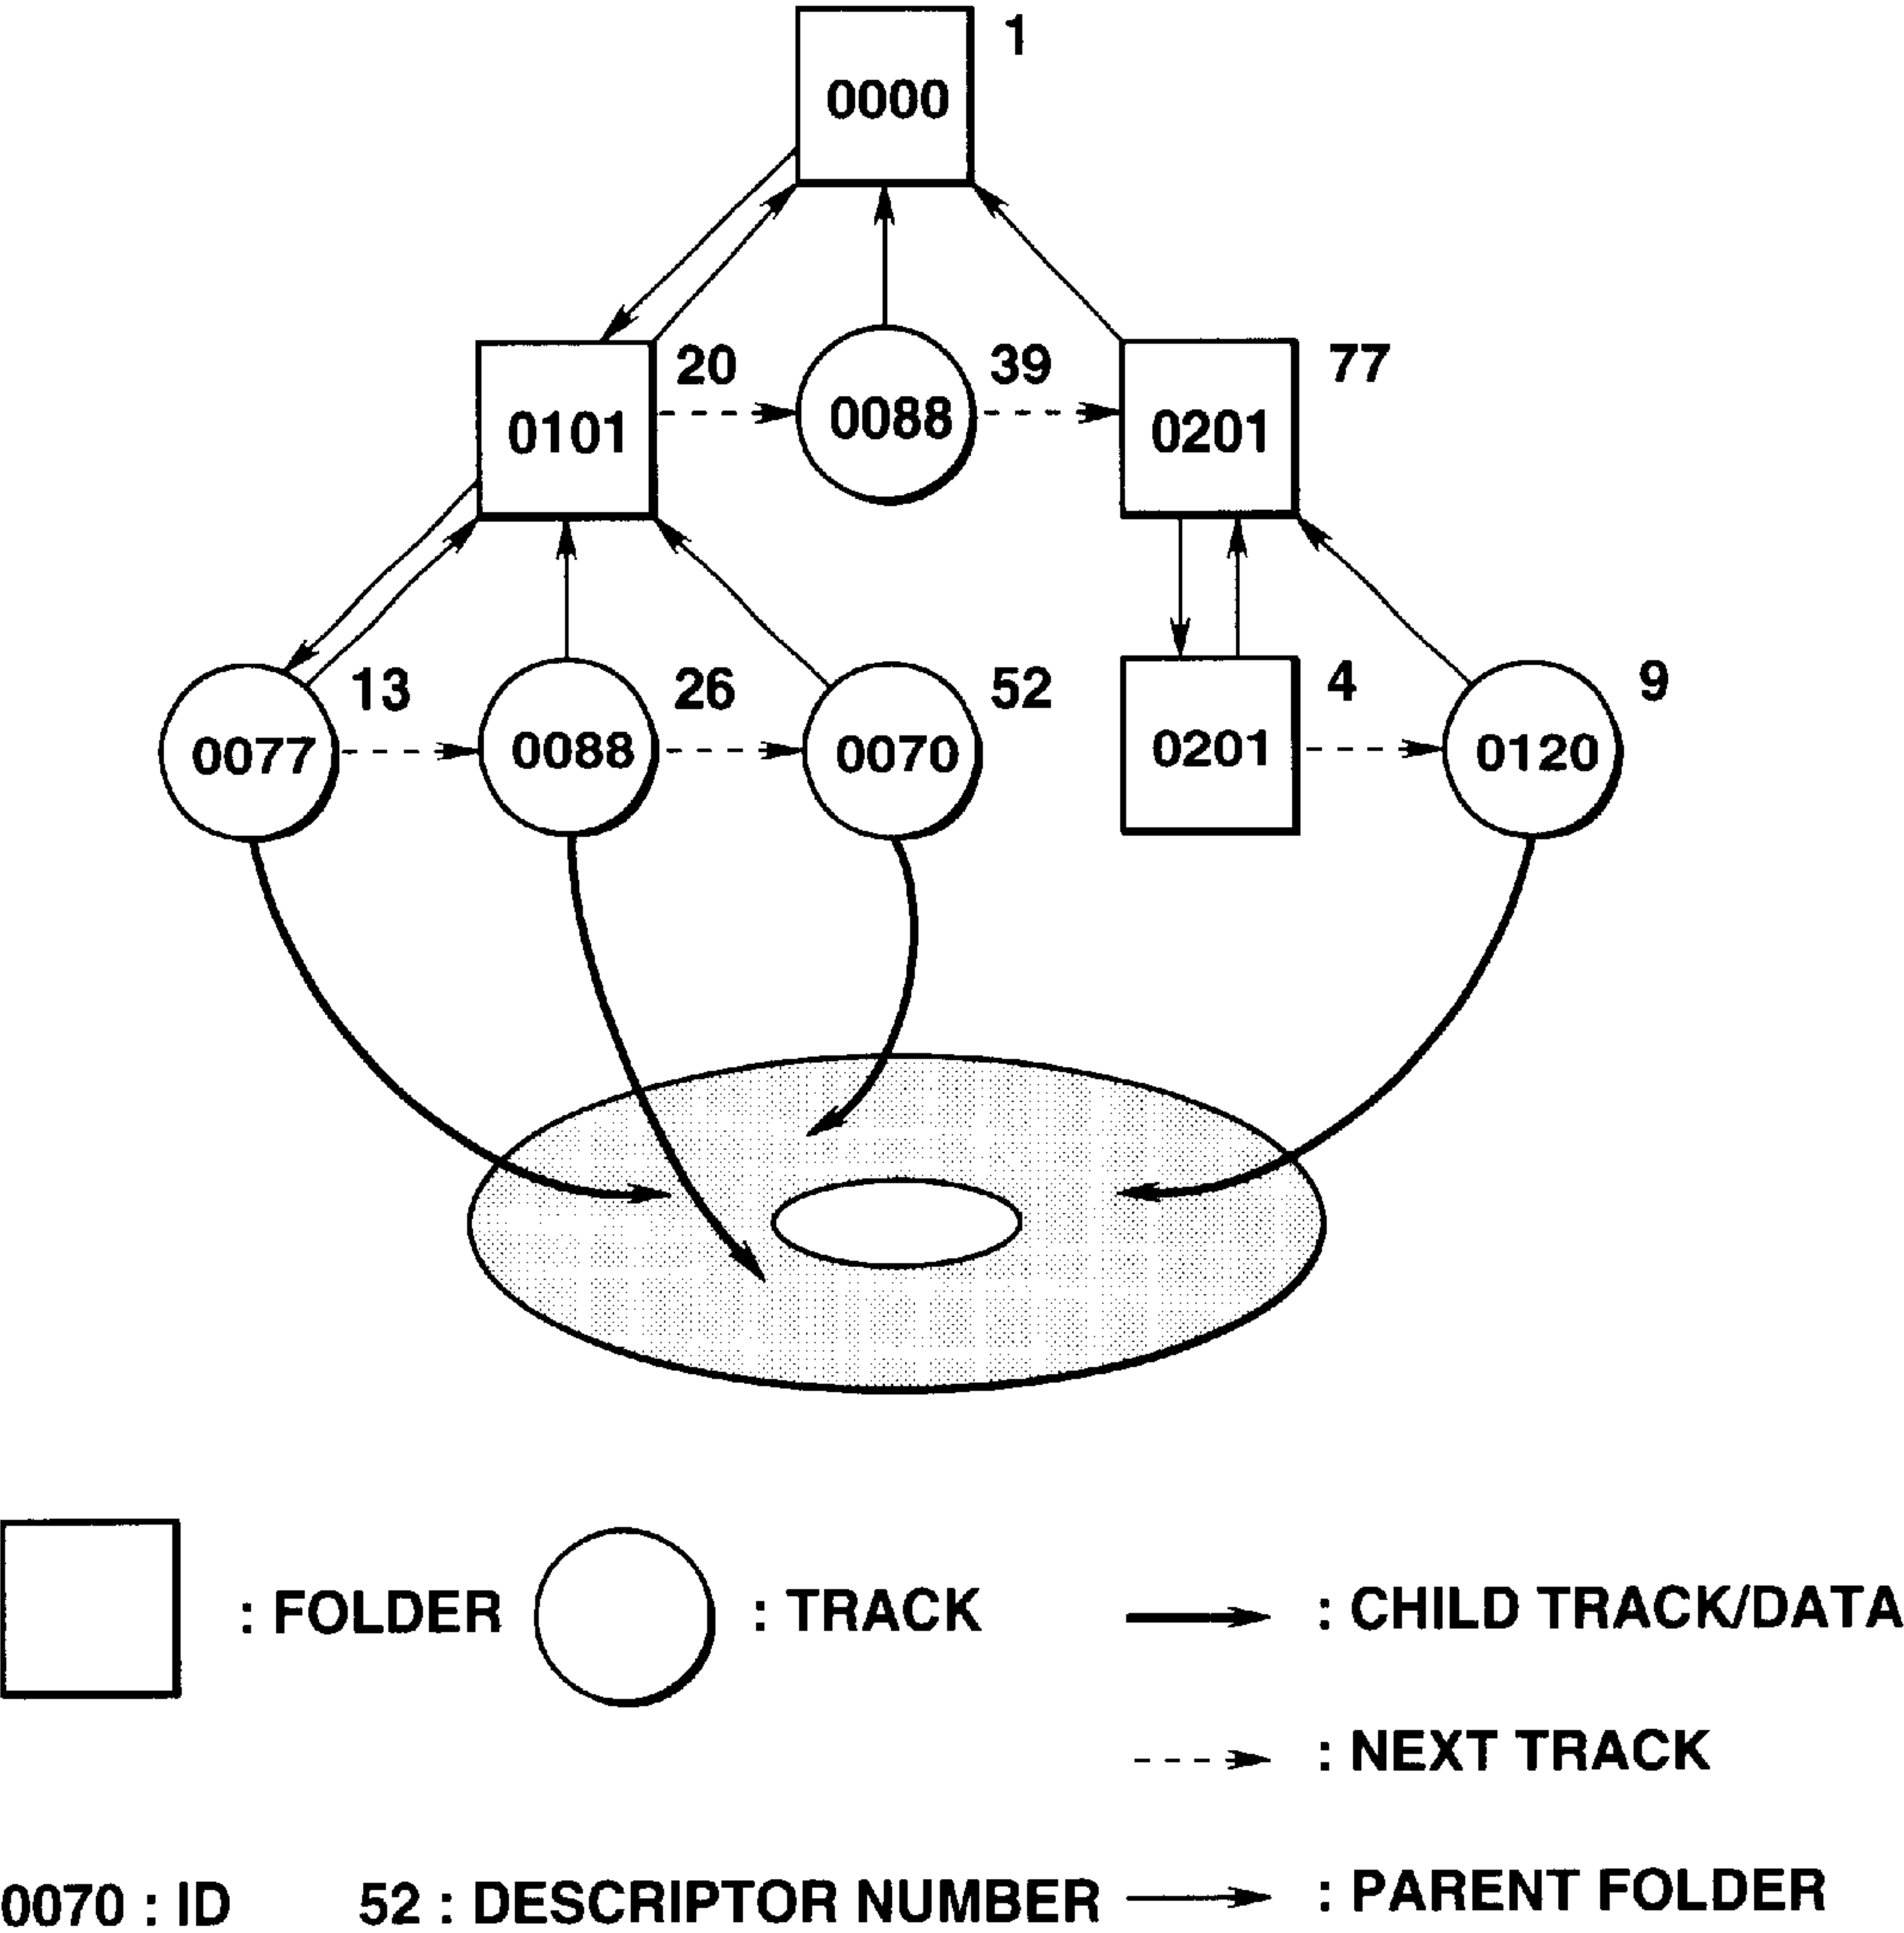 1
0000
20
39
77
0101
0088
0201
13
26
52
4
9
0077
0088
0070
0201
0120
: FOLDER
: TRACK
: CHILD TRACK/DATA
: NEXT TRACK
0070 : ID
52 : DESCRIPTOR NUMBER
: PARENT FOLDER